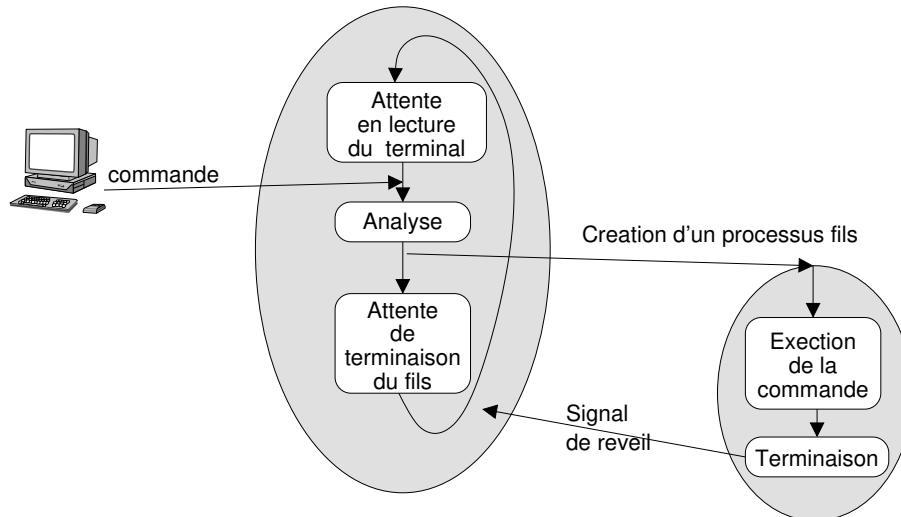 Attente
en lecture
du terminal
commande
Analyse
Creation d'un processus fils
Attente
de
terminaison
du fils
Exection
de la
commande
Signal
de reveil
Terminaison